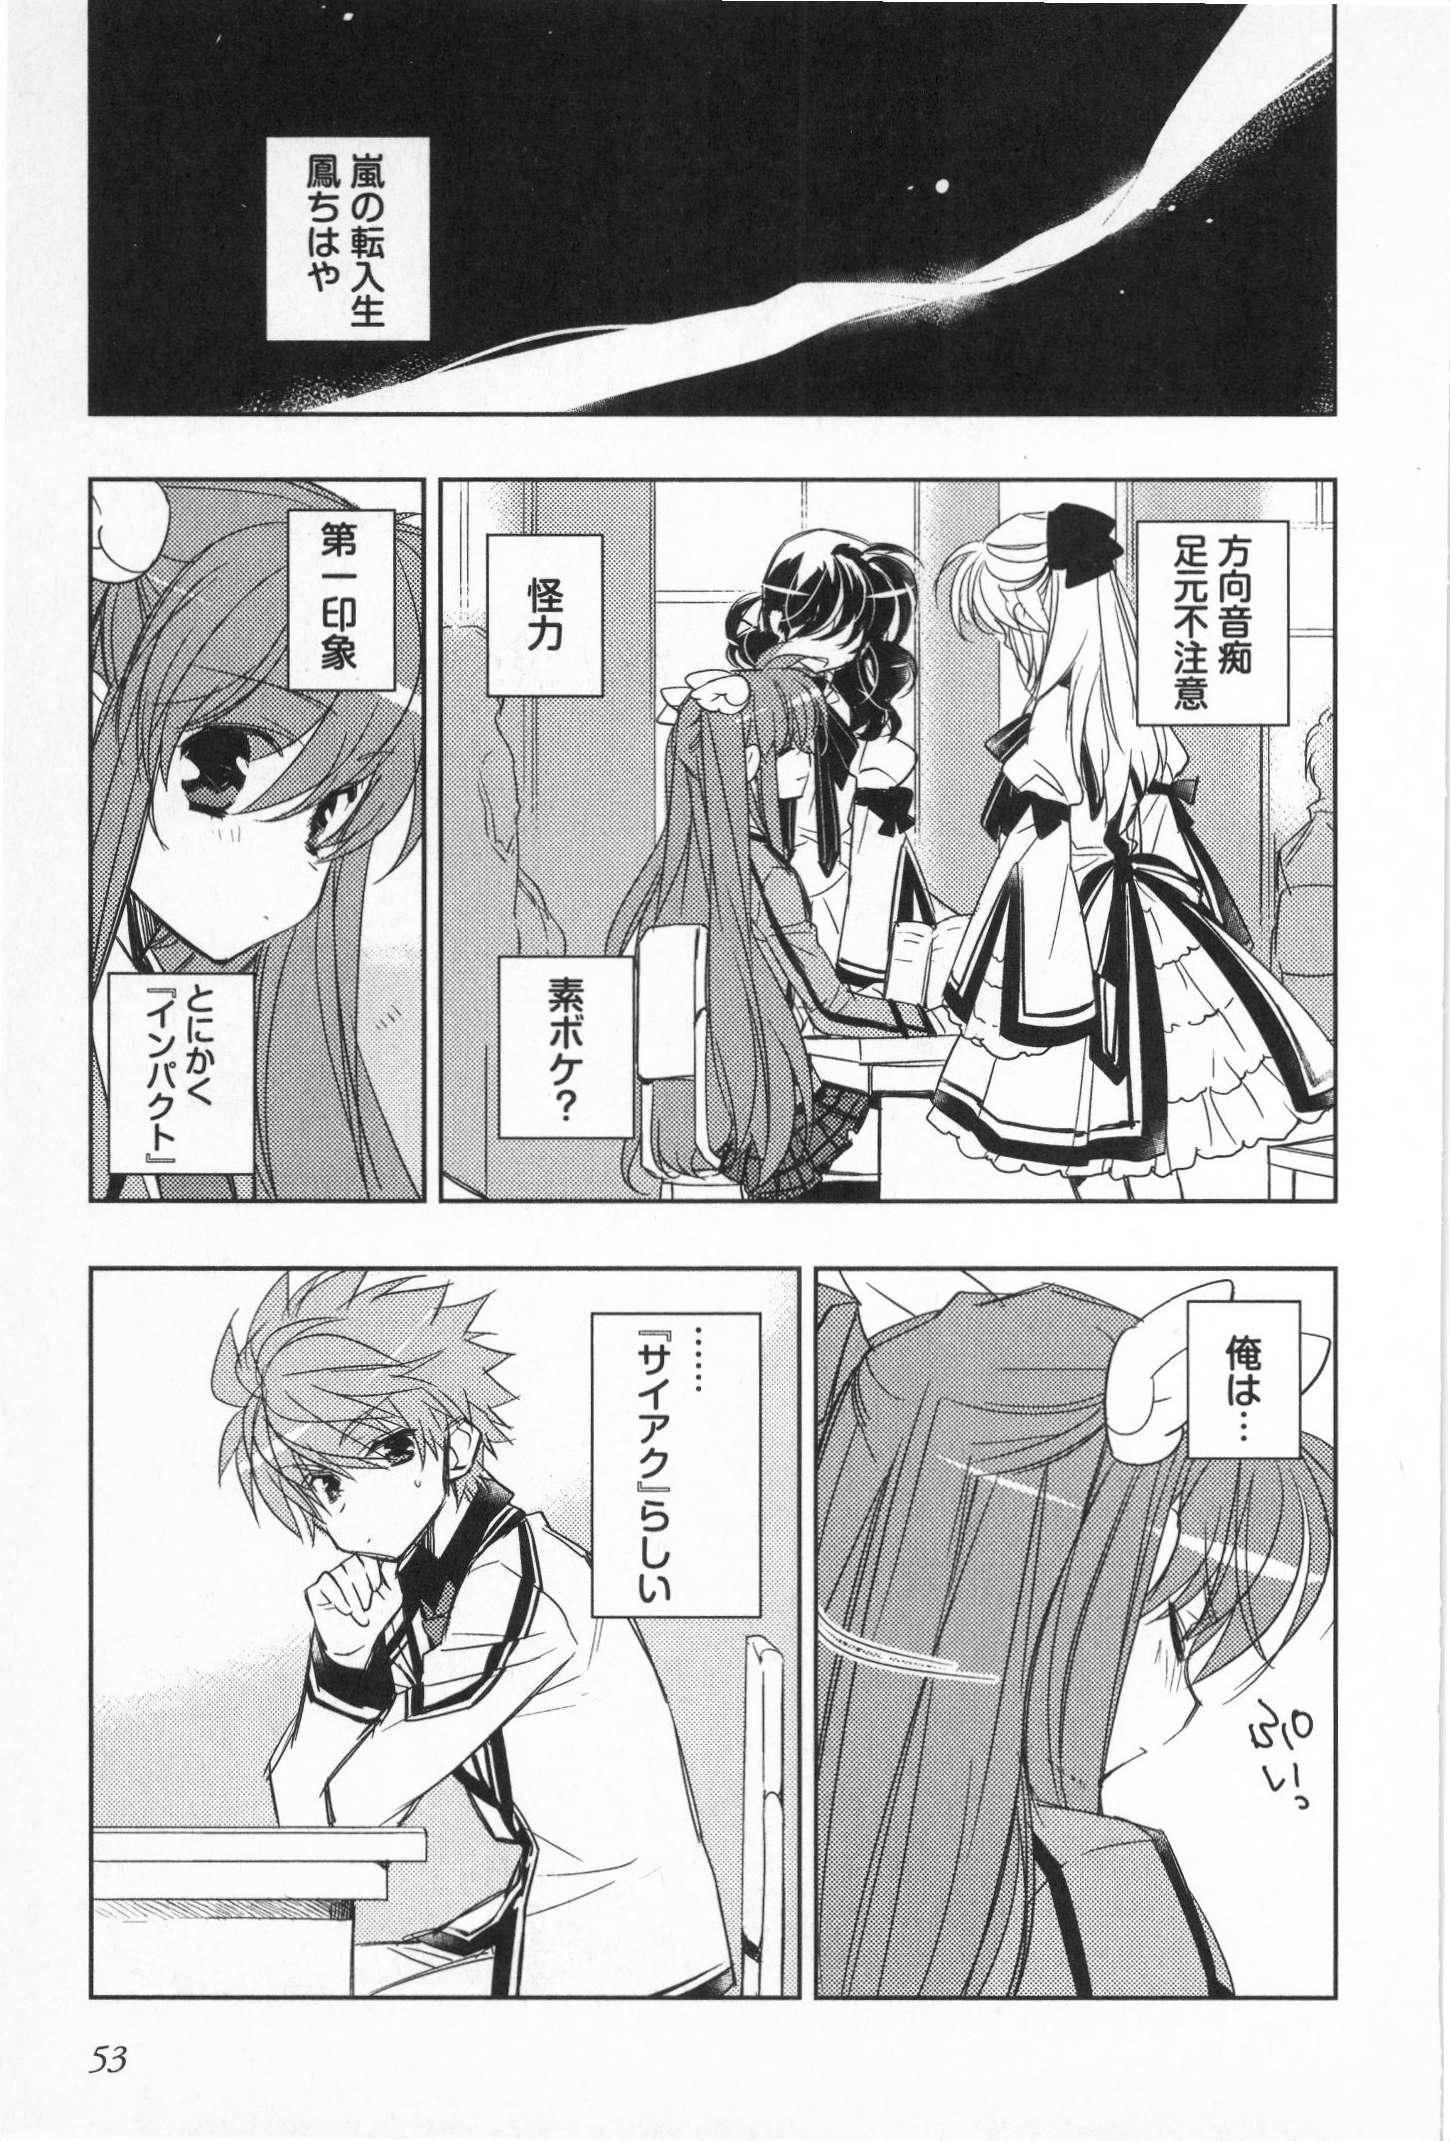 嵐の転入生
鳳ちはや
方向音痴
足元不注意
怪力
素ボケ?
第一印象
とにかく
『インパクト』
俺は…
ぷいっ
……
『サイアク』らしい
53